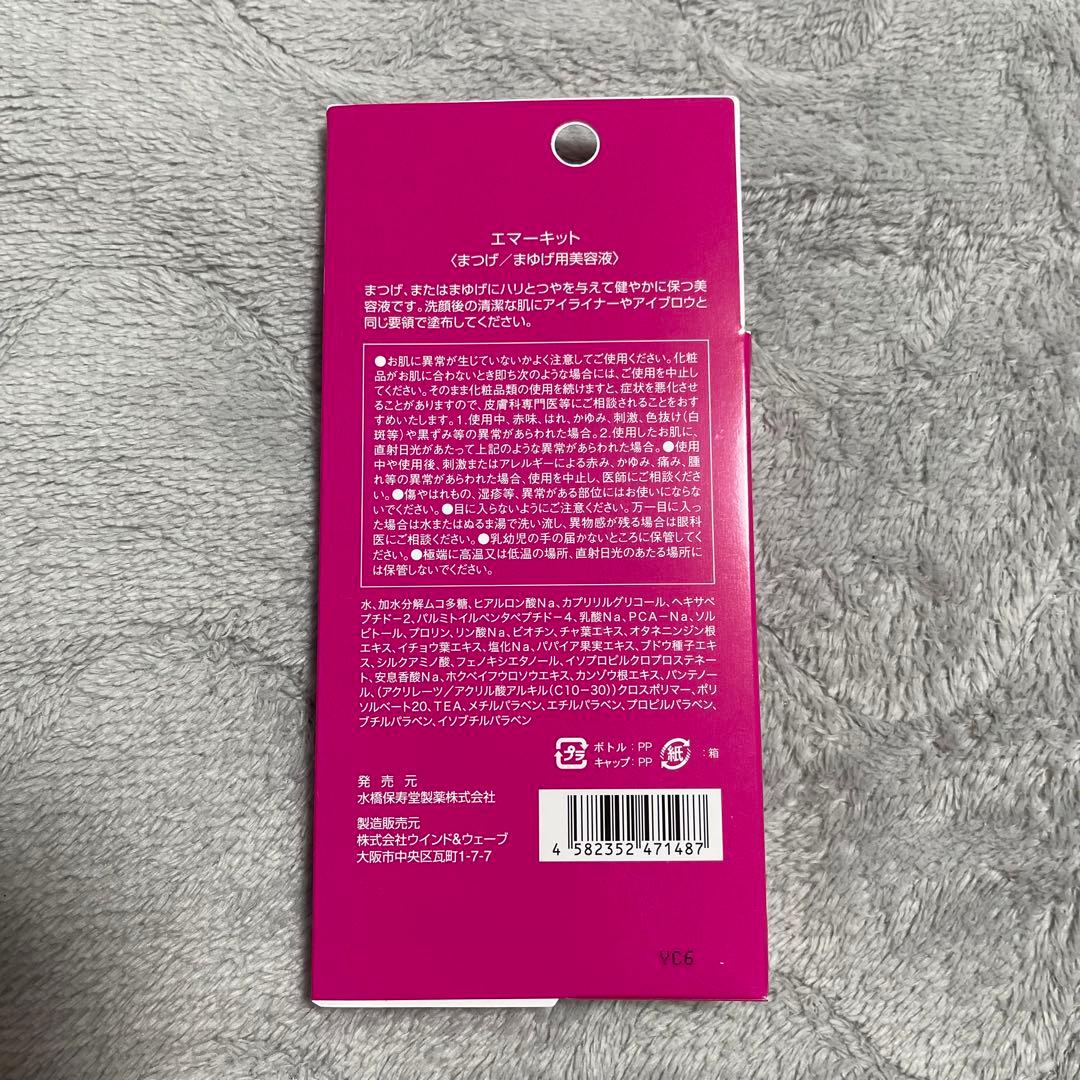 エマーキット
〈まつげ／まゆげ用美容液〉
まつげ、またはまゆげにハリとつやを与えて健やかに保つ美
容液です。洗顔後の清潔な肌にアイライナーやアイブロウと
同じ要領で塗布してください。
●お肌に異常が生じていないかよく注意してご使用ください。化粧
品がお肌に合わないとき即ち次のような場合には、ご使用を中止し
てください。そのまま化粧品類の使用を続けますと、症状を悪化させ
ることがありますので、皮膚科専門医等にご相談されることをおす
すめいたします。1.使用中、赤味、はれ、かゆみ、刺激、色抜け(白
斑等)や黒ずみ等の異常があらわれた場合。2.使用したお肌に、
直射日光があたって上記のような異常があらわれた場合。●使用
中や使用後、刺激またはアレルギーによる赤み、かゆみ、痛み、腫
れ等の異常があらわれた場合、使用を中止し、医師にご相談くださ
い。●傷やはれもの、湿疹等、異常がある部位にはお使いにならな
いでください。●目に入らないようにご注意ください。万一目に入っ
た場合は水またはぬるま湯で洗い流し、異物感が残る場合は眼科
医にご相談ください。●乳幼児の手の届かないところに保管してく
ださい。●極端に高温又は低温の場所、直射日光のあたる場所に
は保管しないでください。
水、加水分解ムコ多糖、ヒアルロン酸Na、カプリリルグリコール、ヘキサペ
プチド-2、パルミトイルペンタペプチド-4、乳酸Na、PCA-Na、ソル
ビトール、プロリン、リン酸Na、ビオチン、チャ葉エキス、オタネニンジン根
エキス、イチョウ葉エキス、塩化Na、パパイア果実エキス、ブドウ種子エキ
ス、シルクアミノ酸、フェノキシエタノール、イソプロピルクロプロステネー
ト、安息香酸Na、ホクベイフウロソウエキス、カンゾウ根エキス、パンテノー
ル、(アクリレーツ／アクリル酸アルキル(C10-30))クロスポリマー、ポリ
ソルベート20、TEA、メチルパラベン、エチルパラベン、プロピルパラベン、
ブチルパラベン、イソブチルパラベン
プラ ボトル：PP
キャップ：PP
紙 ：箱
発売元
水橋保寿堂製薬株式会社
製造販売元
株式会社ウインド&ウェーブ
大阪市中央区瓦町1-7-7
4 582352 471487
YC6